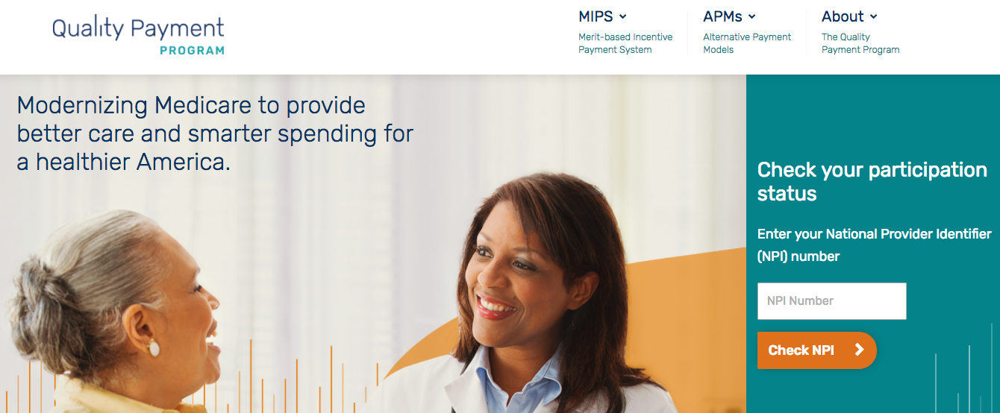 Quality Payment
PROGRAM
MIPS
Merit-based Incentive
Payment System
APMs
Alternative Payment
Models
About
The Quality
Payment Program
Modernizing Medicare to provide
better care and smarter spending for
a healthier America.
Check your participation
status
Enter your National Provider Identifier
(NPI) number
NPI Number
Check NPI